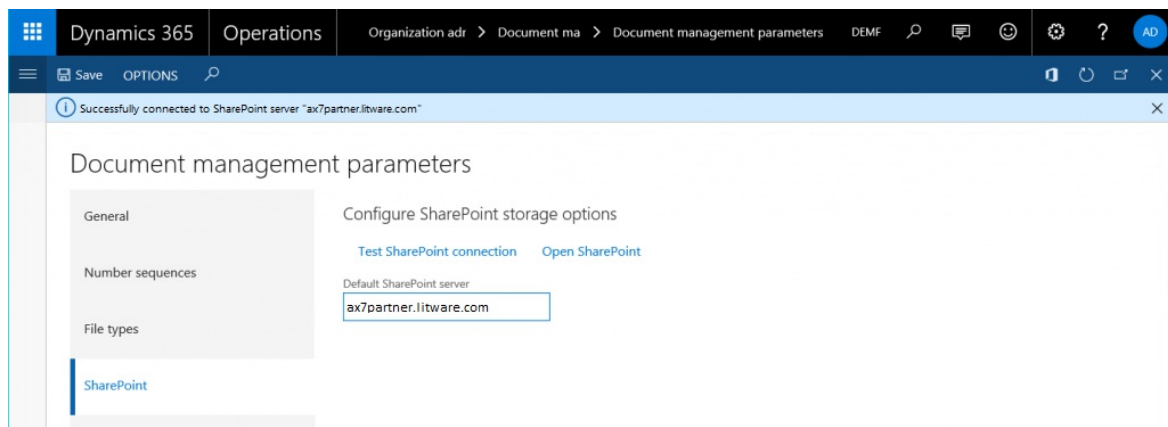 Dynamics 365 Operations Organization adr > Document ma > Document management parameters DEMF ? AD
Save OPTIONS
Successfully connected to SharePoint server "ax7partner.litware.com"
Document management parameters
General
Configure SharePoint storage options
Test SharePoint connection Open SharePoint
Number sequences
Default SharePoint server
ax7partner.litware.com
File types
SharePoint